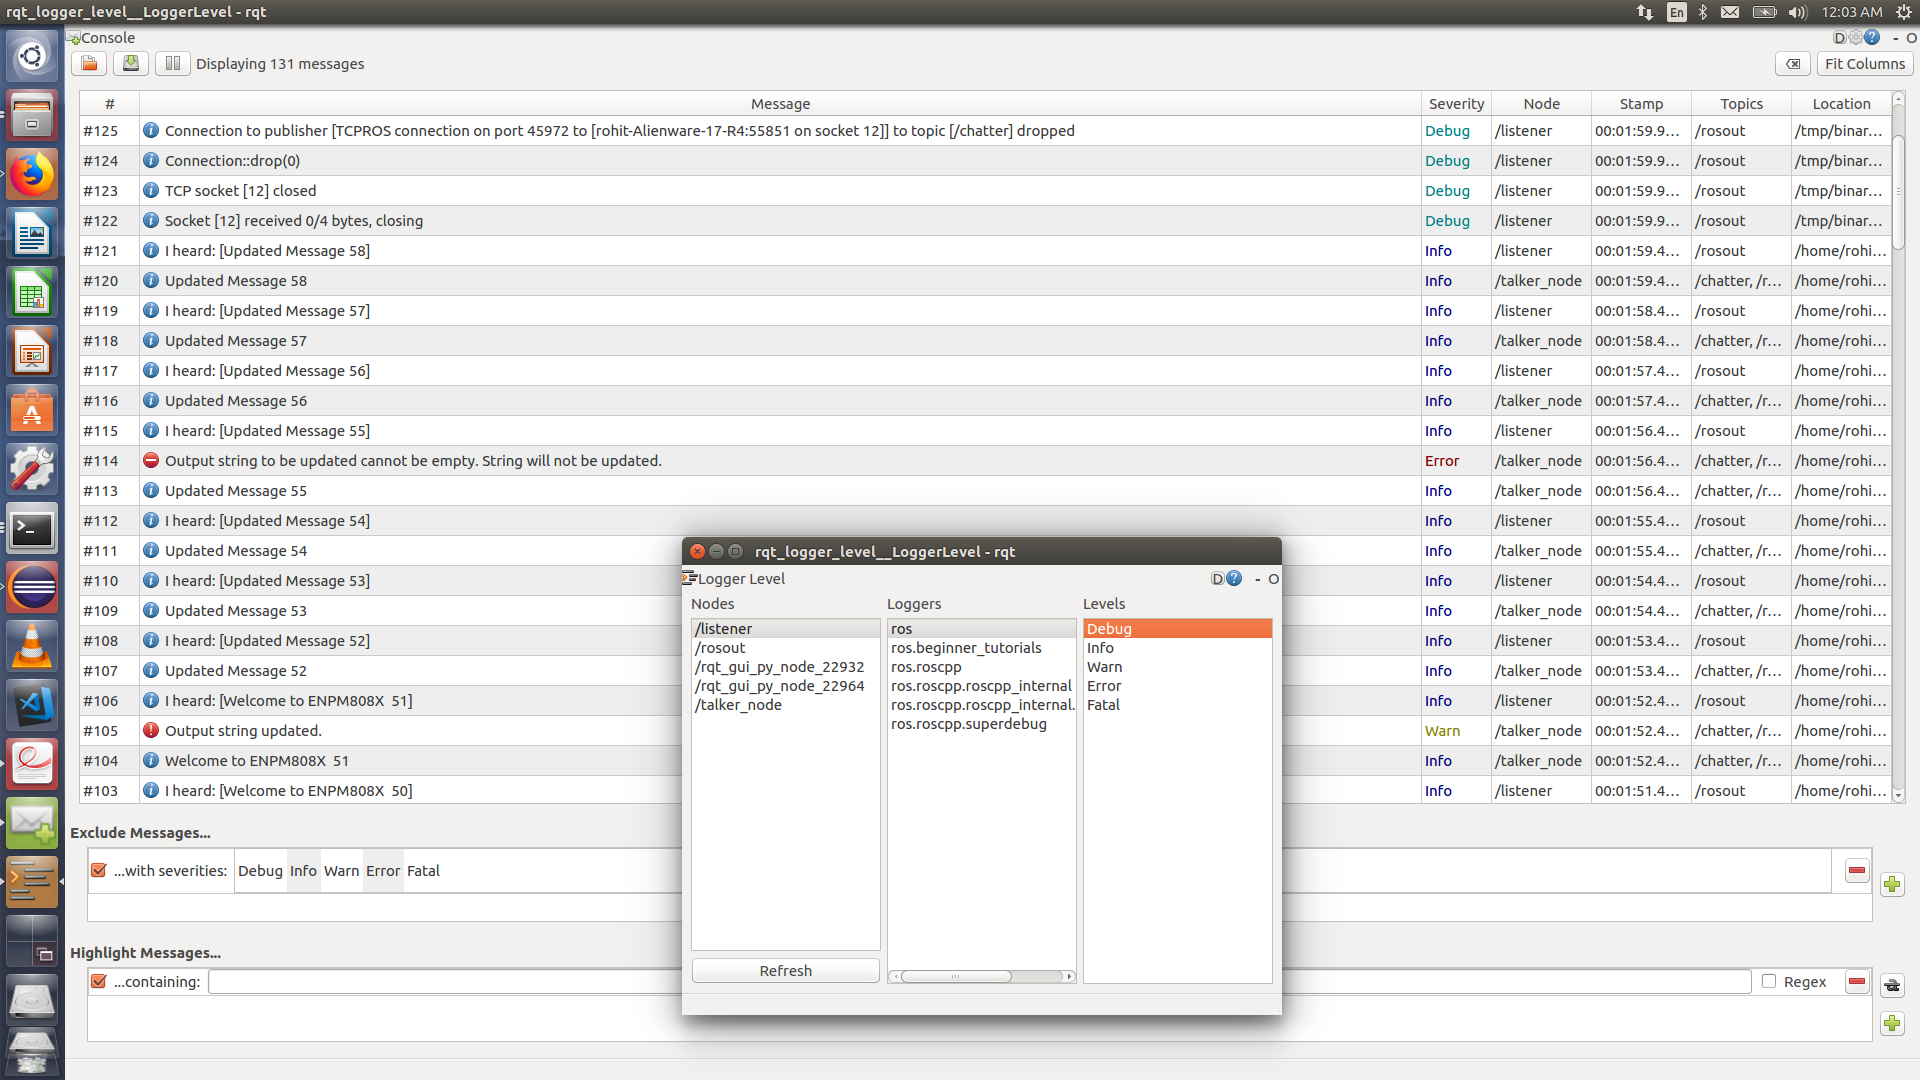 rqt_logger_level__LoggerLevel - rqt
En
12:03 AM
Console
D
- O
Displaying 131 messages
Fit Columns
# Message Severity Node Stamp Topics Location
#125 Connection to publisher [TCPROS connection on port 45972 to [rohit-Alienware-17-R4:55851 on socket 12]] to topic [/chatter] dropped Debug /listener 00:01:59.9... /rosout /tmp/binar...
#124 Connection::drop(0) Debug /listener 00:01:59.9... /rosout /tmp/binar...
#123 TCP socket [12] closed Debug /listener 00:01:59.9... /rosout /tmp/binar...
#122 Socket [12] received 0/4 bytes, closing Debug /listener 00:01:59.9... /rosout /tmp/binar...
#121 I heard: [Updated Message 58] Info /listener 00:01:59.4... /rosout /home/rohi...
#120 Updated Message 58 Info /talker_node 00:01:59.4... /chatter, /r... /home/rohi...
#119 I heard: [Updated Message 57] Info /listener 00:01:58.4... /rosout /home/rohi...
#118 Updated Message 57 Info /talker_node 00:01:58.4... /chatter, /r... /home/rohi...
#117 I heard: [Updated Message 56] Info /listener 00:01:57.4... /rosout /home/rohi...
#116 Updated Message 56 Info /talker_node 00:01:57.4... /chatter, /r... /home/rohi...
#115 I heard: [Updated Message 55] Info /listener 00:01:56.4... /rosout /home/rohi...
#114 Output string to be updated cannot be empty. String will not be updated. Error /talker_node 00:01:56.4... /chatter, /r... /home/rohi...
#113 Updated Message 55 Info /talker_node 00:01:56.4... /chatter, /r... /home/rohi...
#112 I heard: [Updated Message 54] Info /listener 00:01:55.4... /rosout /home/rohi...
#111 Updated Message 54 Info /talker_node 00:01:55.4... /chatter, /r... /home/rohi...
#110 I heard: [Updated Message 53] Info /listener 00:01:54.4... /rosout /home/rohi...
#109 Updated Message 53 Info /talker_node 00:01:54.4... /chatter, /r... /home/rohi...
#108 I heard: [Updated Message 52] Info /listener 00:01:53.4... /rosout /home/rohi...
#107 Updated Message 52 Info /talker_node 00:01:53.4... /chatter, /r... /home/rohi...
#106 I heard: [Welcome to ENPM808X  51] Info /listener 00:01:52.4... /rosout /home/rohi...
#105 Output string updated. Warn /talker_node 00:01:52.4... /chatter, /r... /home/rohi...
#104 Welcome to ENPM808X  51 Info /talker_node 00:01:52.4... /chatter, /r... /home/rohi...
#103 I heard: [Welcome to ENPM808X  50] Info /listener 00:01:51.4... /rosout /home/rohi...
rqt_logger_level__LoggerLevel - rqt
Logger Level
D
- O
Nodes Loggers Levels
/listener ros Debug
/rosout ros.beginner_tutorials Info
/rqt_gui_py_node_22932 ros.roscpp Warn
/rqt_gui_py_node_22964 ros.roscpp.roscpp_internal Error
/talker_node ros.roscpp.roscpp_internal. Fatal
ros.roscpp.superdebug
Refresh
Exclude Messages...
...with severities: Debug Info Warn Error Fatal
Highlight Messages...
...containing:
Regex